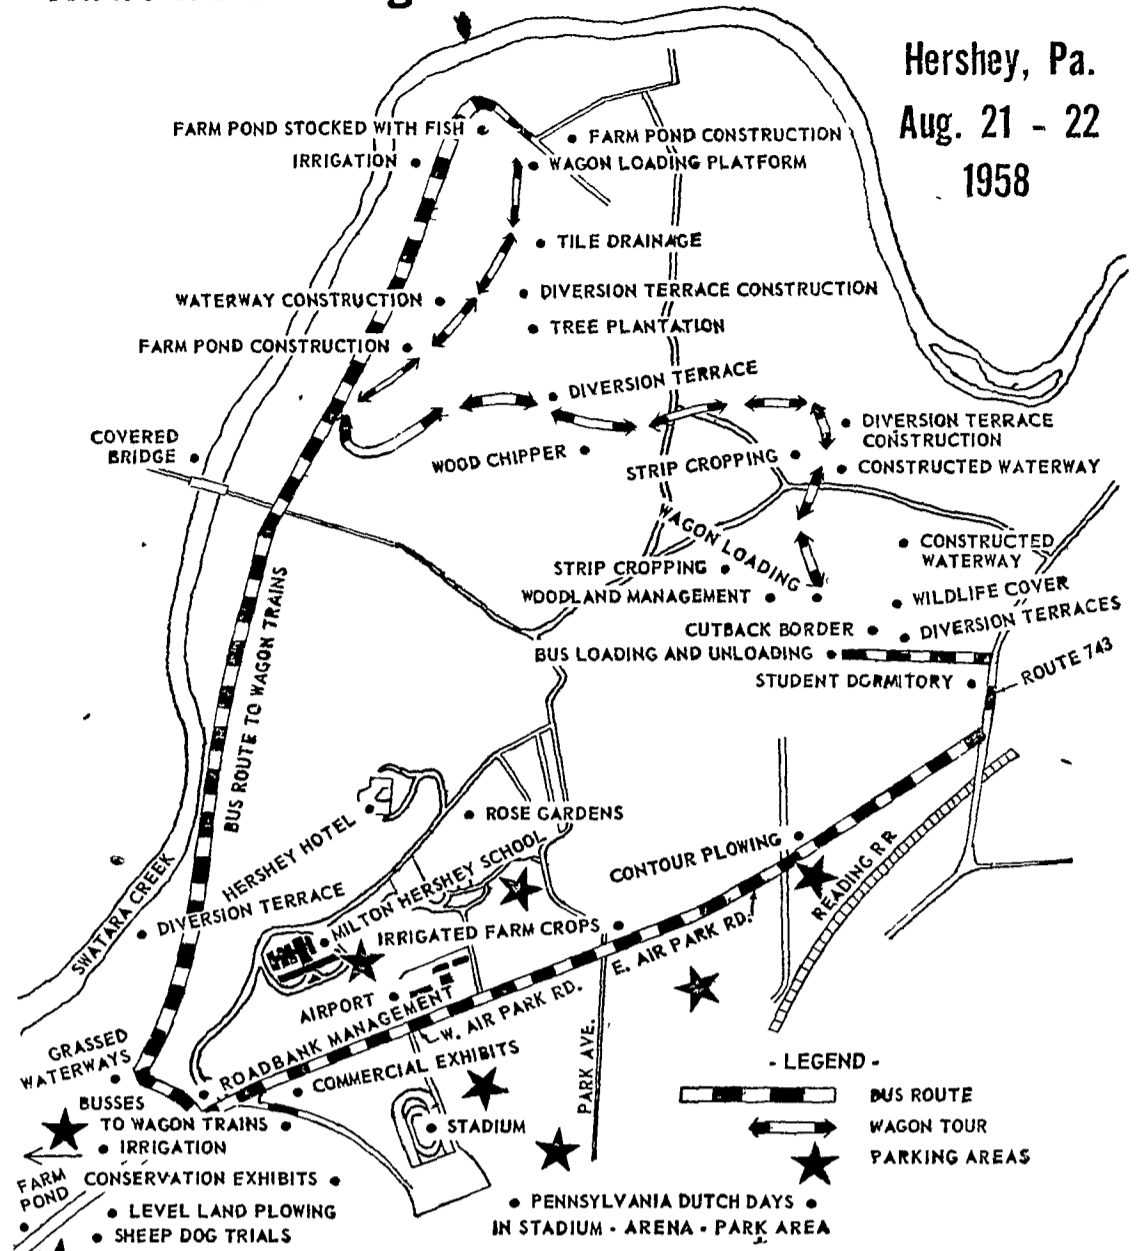 Hershey, Pa.
Aug. 21 - 22
1958
FARM POND STOCKED WITH FISH
FARM POND CONSTRUCTION
IRRIGATION
WAGON LOADING PLATFORM
TILE DRAINAGE
WATERWAY CONSTRUCTION
DIVERSION TERRACE CONSTRUCTION
TREE PLANTATION
FARM POND CONSTRUCTION
DIVERSION TERRACE
DIVERSION TERRACE
CONSTRUCTION
COVERED
BRIDGE
WOOD CHIPPER
STRIP CROPPING
CONSTRUCTED WATERWAY
WAGON LOADING
CONSTRUCTED
WATERWAY
STRIP CROPPING
WOODLAND MANAGEMENT
WILDLIFE COVER
CUTBACK BORDER
DIVERSION TERRACES
BUS LOADING AND UNLOADING
ROUTE 743
STUDENT DORMITORY
BUS ROUTE TO WAGON TRAINS
ROSE GARDENS
HERSHEY HOTEL
CONTOUR PLOWING
READING R R
SWATARA CREEK
DIVERSION TERRACE
MILTON HERSHEY SCHOOL
IRRIGATED FARM CROPS
E. AIR PARK RD.
AIRPORT
W. AIR PARK RD.
ROADBANK MANAGEMENT
GRASSED
WATERWAYS
COMMERCIAL EXHIBITS
PARK AVE.
- LEGEND -
BUS ROUTE
WAGON TOUR
PARKING AREAS
BUSSES
TO WAGON TRAINS
STADIUM
IRRIGATION
FARM
POND
CONSERVATION EXHIBITS
LEVEL LAND PLOWING
SHEEP DOG TRIALS
PENNSYLVANIA DUTCH DAYS
IN STADIUM - ARENA - PARK AREA